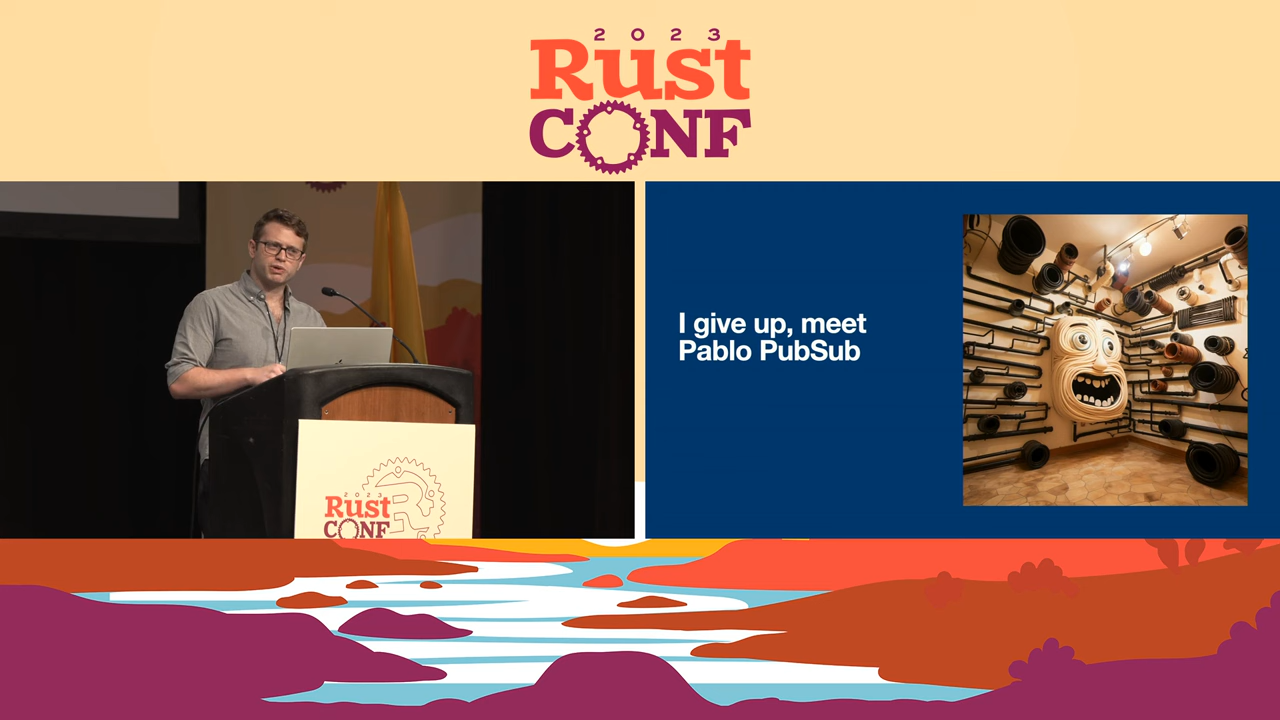 2023
Rust
CONF
I give up, meet
Pablo PubSub
2023
Rust
CONF